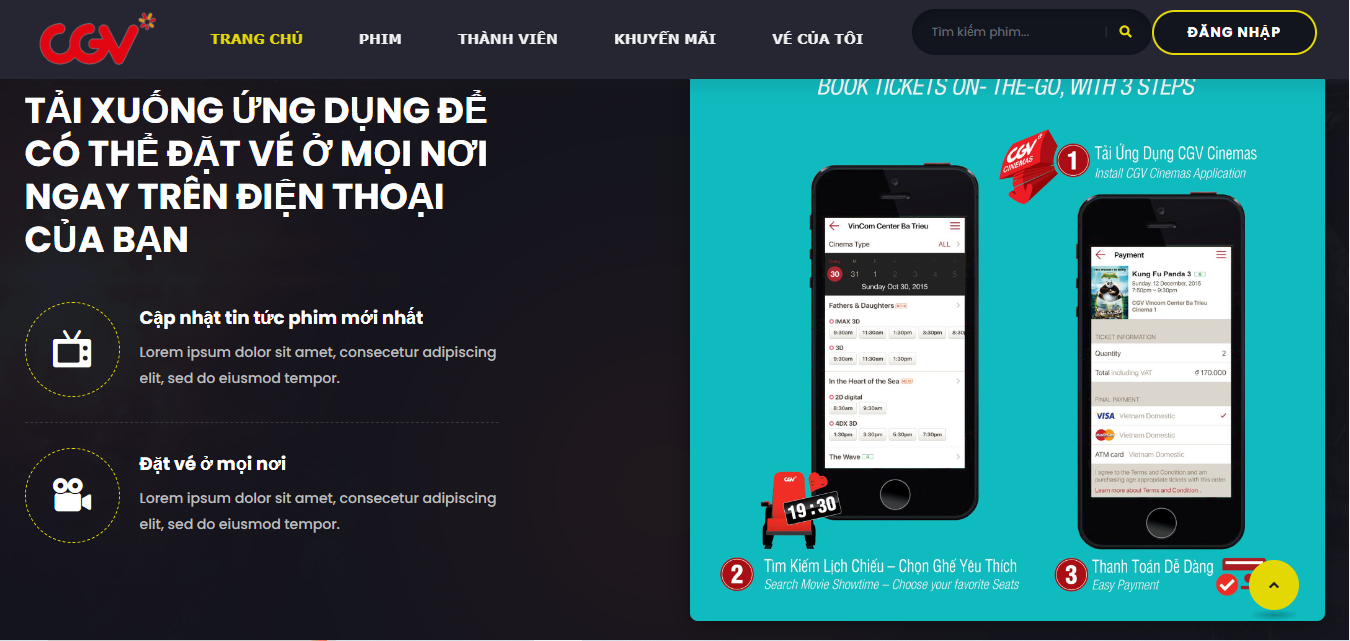 CGV
TRANG CHỦ
PHIM
THÀNH VIÊN
KHUYẾN MÃI
VÉ CỦA TÔI
Tìm kiếm phim...
ĐĂNG NHẬP
TẢI XUỐNG ỨNG DỤNG ĐỂ
CÓ THỂ ĐẶT VÉ Ở MỌI NƠI
NGAY TRÊN ĐIỆN THOẠI
CỦA BẠN
Cập nhật tin tức phim mới nhất
Lorem ipsum dolor sit amet, consecetur adipiscing
elit, sed do eiusmod tempor.
Đặt vé ở mọi nơi
Lorem ipsum dolor sit amet, consecetur adipiscing
elit, sed do eiusmod tempor.
BOOK TICKETS ON- THE-GO, WITH 3 STEPS
CGV
CINEMAS
1
Tải Ứng Dụng CGV Cinemas
Install CGV Cinemas Application
VinCom Center Ba Trieu
Cinema Type ALL
30 31 1 2 3 4 5
Sunday Oct 30, 2015
Fathers & Daughters
IMAX 3D
9:30am 11:30am 1:30pm 3:30pm
3D
9:30am 11:30am 1:30pm
In the Heart of the Sea
2D digital
8:30am 9:30am
4DX 3D
1:30pm 3:30pm 5:30pm 7:30pm
The Wave
Payment
Kung Fu Panda 3
Sunday, 12 December, 2015
7:50pm ~ 9:30pm
CGV Vincom Center Ba Trieu
Cinema 1
TICKET INFORMATION
Quantity 2
Total including VAT ₫ 170.000
FINAL PAYMENT
VISA Vietnam Domestic
MasterCard Vietnam Domestic
ATM card Vietnam Domestic
I agree to the Terms and Condition and am
purchasing age appropriate tickets with this order
Learn more about Terms and Condition .
CGV
19:30
2
Tìm Kiếm Lịch Chiếu – Chọn Ghế Yêu Thích
Search Movie Showtime – Choose your favorite Seats
3
Thanh Toán Dễ Dàng
Easy Payment